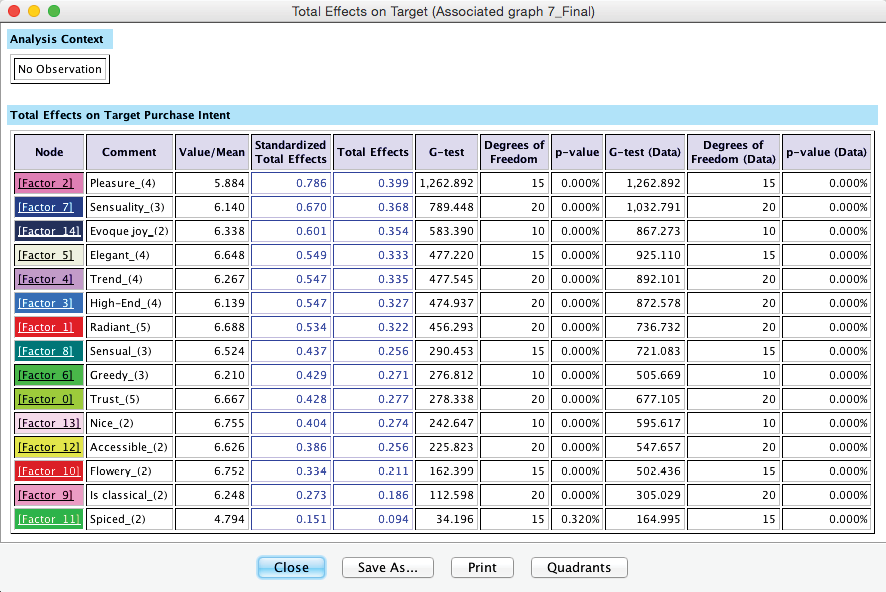 Total Effects on Target (Associated graph 7_Final)
Analysis Context
No Observation
Total Effects on Target Purchase Intent
Node Comment Value/Mean Standardized Total Effects Total Effects G-test Degrees of Freedom p-value G-test (Data) Degrees of Freedom (Data) p-value (Data)
[Factor_2] Pleasure_(4) 5.884 0.786 0.399 1,262.892 15 0.000% 1,262.892 15 0.000%
[Factor_7] Sensuality_(3) 6.140 0.670 0.368 789.448 20 0.000% 1,032.791 20 0.000%
[Factor_14] Evoque joy_(2) 6.338 0.601 0.354 583.390 10 0.000% 867.273 10 0.000%
[Factor_5] Elegant_(4) 6.648 0.549 0.333 477.220 15 0.000% 925.110 15 0.000%
[Factor_4] Trend_(4) 6.267 0.547 0.335 477.545 20 0.000% 892.101 20 0.000%
[Factor_3] High-End_(4) 6.139 0.547 0.327 474.937 20 0.000% 872.578 20 0.000%
[Factor_1] Radiant_(5) 6.688 0.534 0.322 456.293 20 0.000% 736.732 20 0.000%
[Factor_8] Sensual_(3) 6.524 0.437 0.256 290.453 15 0.000% 721.083 15 0.000%
[Factor_6] Greedy_(3) 6.210 0.429 0.271 276.812 10 0.000% 505.669 10 0.000%
[Factor_0] Trust_(5) 6.667 0.428 0.277 278.338 20 0.000% 677.105 20 0.000%
[Factor_13] Nice_(2) 6.755 0.404 0.274 242.647 10 0.000% 595.617 10 0.000%
[Factor_12] Accessible_(2) 6.626 0.386 0.256 225.823 20 0.000% 547.657 20 0.000%
[Factor_10] Flowery_(2) 6.752 0.334 0.211 162.399 15 0.000% 502.436 15 0.000%
[Factor_9] Is classical_(2) 6.248 0.273 0.186 112.598 20 0.000% 305.029 20 0.000%
[Factor_11] Spiced_(2) 4.794 0.151 0.094 34.196 15 0.320% 164.995 15 0.000%
Close Save As... Print Quadrants